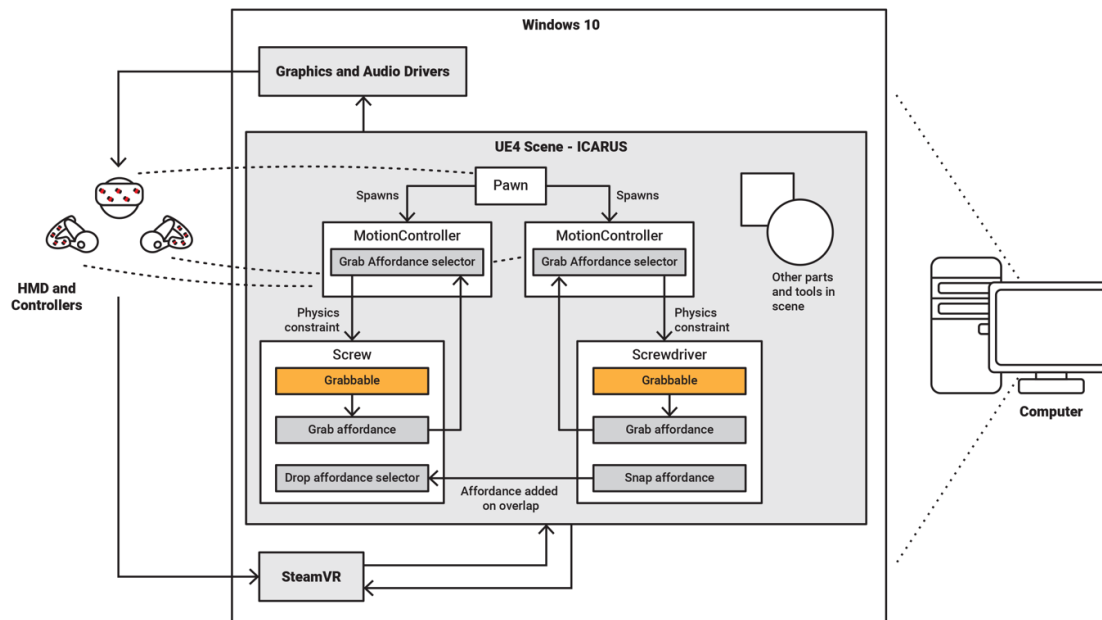 Windows 10
Graphics and Audio Drivers
UE4 Scene - ICARUS
Pawn
Spawns
Spawns
MotionController
Grab Affordance selector
MotionController
Grab Affordance selector
Other parts
and tools in
scene
HMD and
Controllers
Physics
constraint
Physics
constraint
Screw
Grabbable
Grab affordance
Drop affordance selector
Screwdriver
Grabbable
Grab affordance
Snap affordance
Affordance added
on overlap
Computer
SteamVR